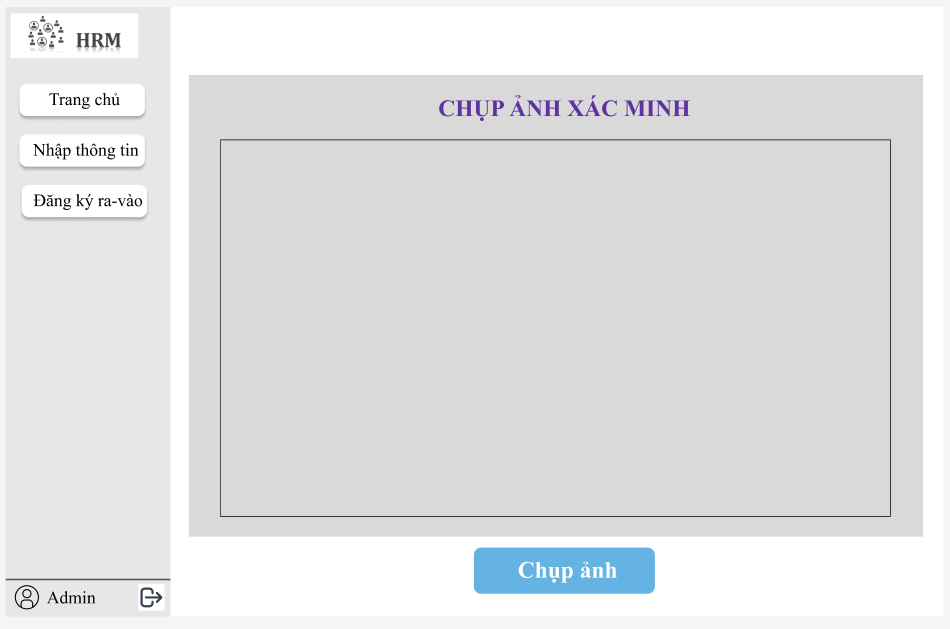 HRM
Trang chủ
Nhập thông tin
Đăng ký ra-vào
CHỤP ẢNH XÁC MINH
Chụp ảnh
Admin